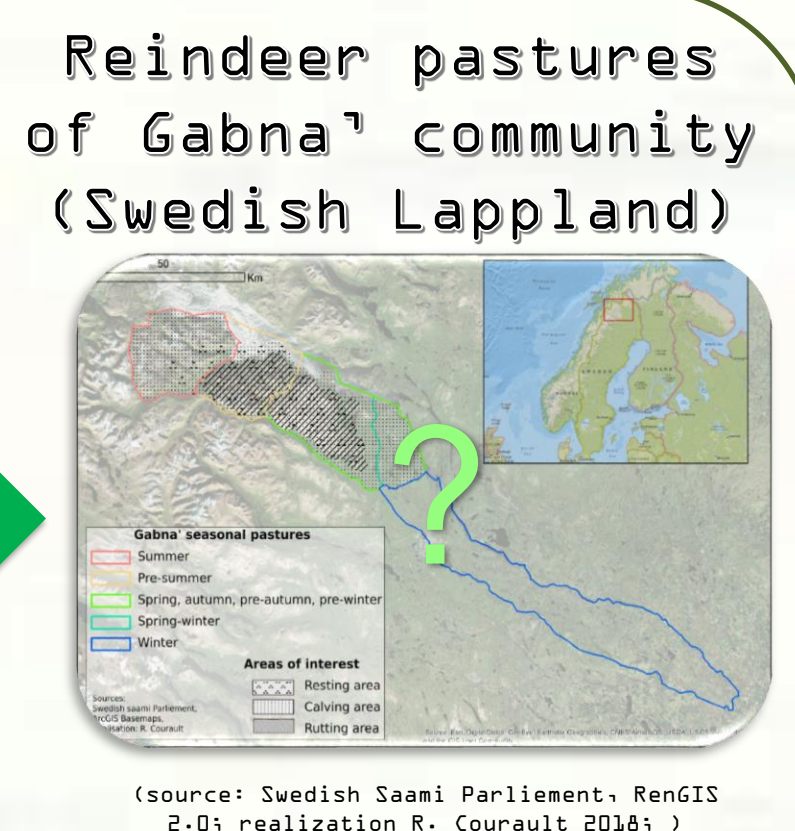 Reindeer pastures
of Gabna' community
(Swedish Lappland)
50
Km
SWEDEN
FINLAND
Gabna' seasonal pastures
Summer
Pre-summer
Spring, autumn, pre-autumn, pre-winter
Spring-winter
Winter
?
Areas of interest
Resting area
Calving area
Rutting area
Sources:
Swedish saami Parliement,
ArcGIS Basemaps,
R. Courault
(source: Swedish Saami Parliement, RenGIS
2.0; realization R. Courault 2018; )